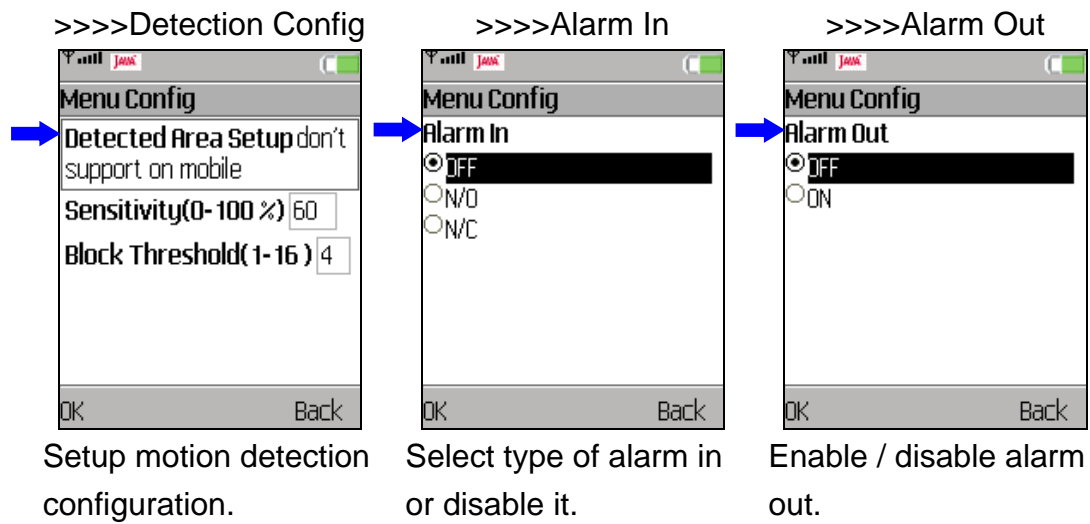 >>>>Detection Config
JAVA
Menu Config
Detected Area Setup don't
support on mobile
Sensitivity(0-100 %) 60
Block Threshold(1-16 ) 4
OK Back
Setup motion detection
configuration.
>>>>Alarm In
JAVA
Menu Config
Alarm In
OFF
N/O
N/C
OK Back
Select type of alarm in
or disable it.
>>>>Alarm Out
JAVA
Menu Config
Alarm Out
OFF
ON
OK Back
Enable / disable alarm
out.